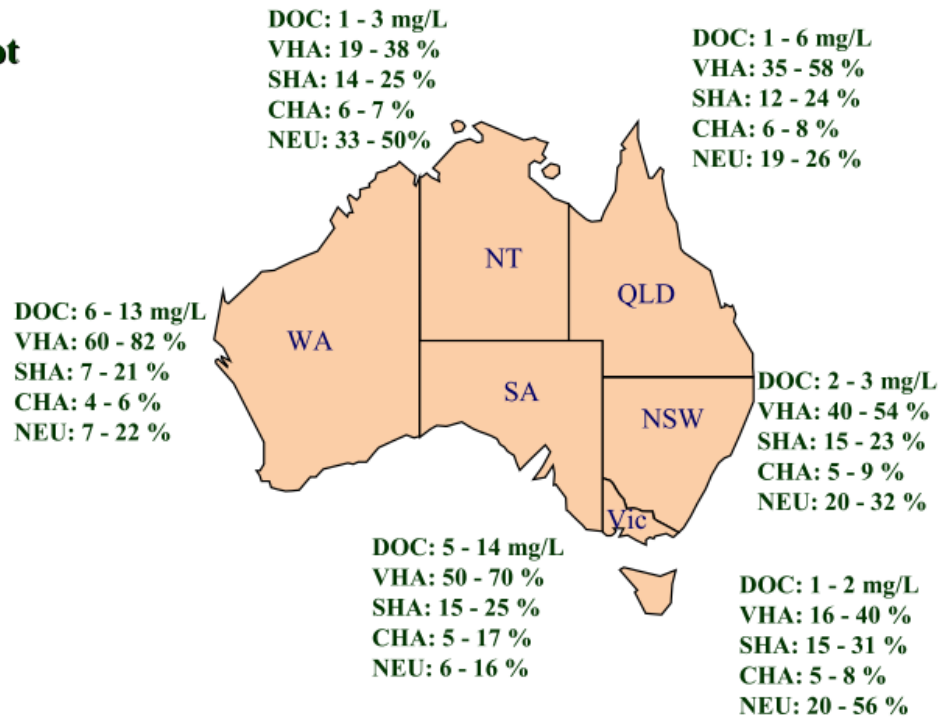 DOC: 1 - 3 mg/L
VHA: 19 - 38 %
SHA: 14 - 25 %
CHA: 6 - 7 %
NEU: 33 - 50%
DOC: 1 - 6 mg/L
VHA: 35 - 58 %
SHA: 12 - 24 %
CHA: 6 - 8 %
NEU: 19 - 26 %
NT
QLD
DOC: 6 - 13 mg/L
VHA: 60 - 82 %
SHA: 7 - 21 %
CHA: 4 - 6 %
NEU: 7 - 22 %
WA
SA
NSW
DOC: 2 - 3 mg/L
VHA: 40 - 54 %
SHA: 15 - 23 %
CHA: 5 - 9 %
NEU: 20 - 32 %
Vic
DOC: 5 - 14 mg/L
VHA: 50 - 70 %
SHA: 15 - 25 %
CHA: 5 - 17 %
NEU: 6 - 16 %
DOC: 1 - 2 mg/L
VHA: 16 - 40 %
SHA: 15 - 31 %
CHA: 5 - 8 %
NEU: 20 - 56 %